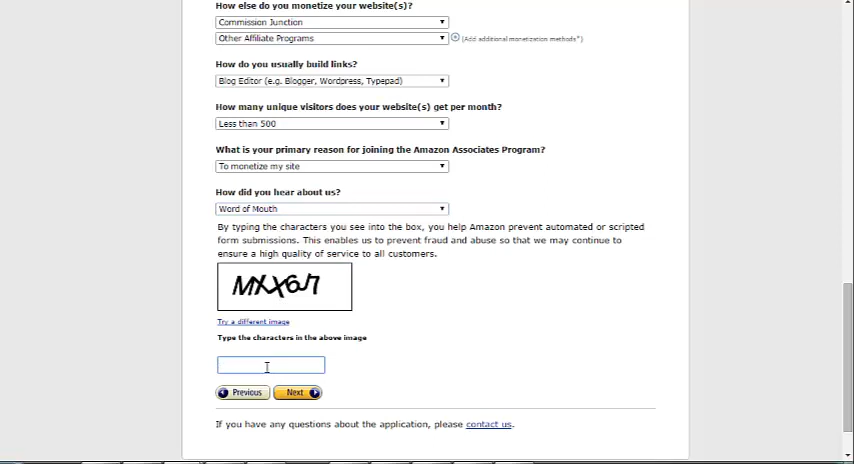 How else do you monetize your website(s)?
Commission Junction
Other Affiliate Programs
(Add additional monetization methods*)
How do you usually build links?
Blog Editor (e.g. Blogger, Wordpress, Typepad)
How many unique visitors does your website(s) get per month?
Less than 500
What is your primary reason for joining the Amazon Associates Program?
To monetize my site
How did you hear about us?
Word of Mouth
By typing the characters you see into the box, you help Amazon prevent automated or scripted
form submissions. This enables us to prevent fraud and abuse so that we may continue to
ensure a high quality of service to all customers.
Try a different image
Type the characters in the above image
Previous Next
If you have any questions about the application, please contact us.